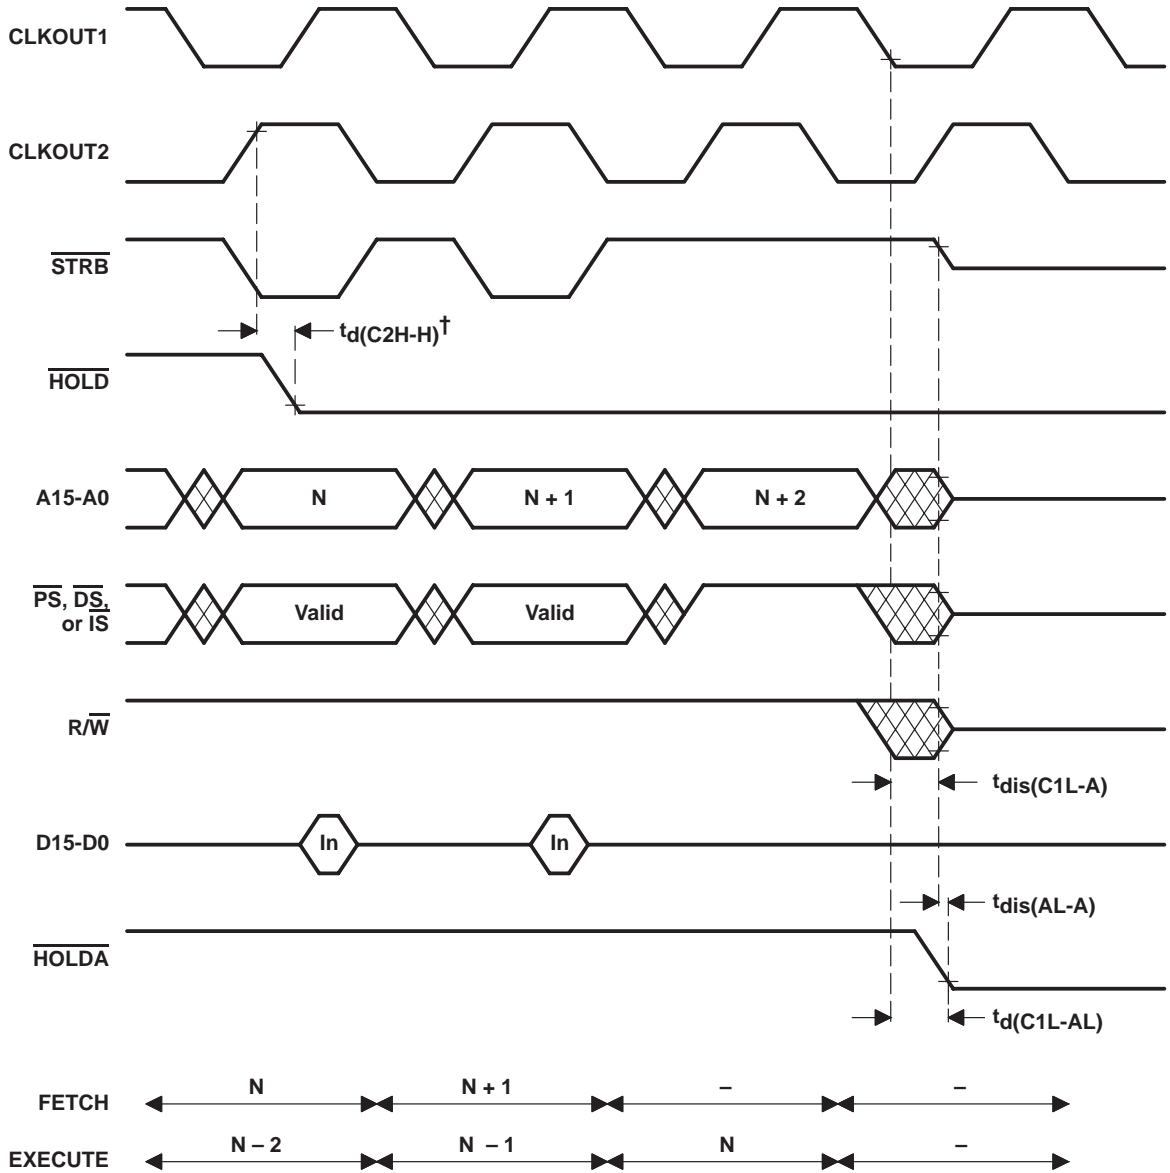 CLKOUT1
CLKOUT2
STRB
td(C2H-H)†
HOLD
A15-A0 N N + 1 N + 2
PS, DS,
or IS
Valid Valid
R/W
tdis(C1L-A)
D15-D0 In In
tdis(AL-A)
HOLDA
td(C1L-AL)
FETCH N N + 1 – –
EXECUTE N – 2 N – 1 N –